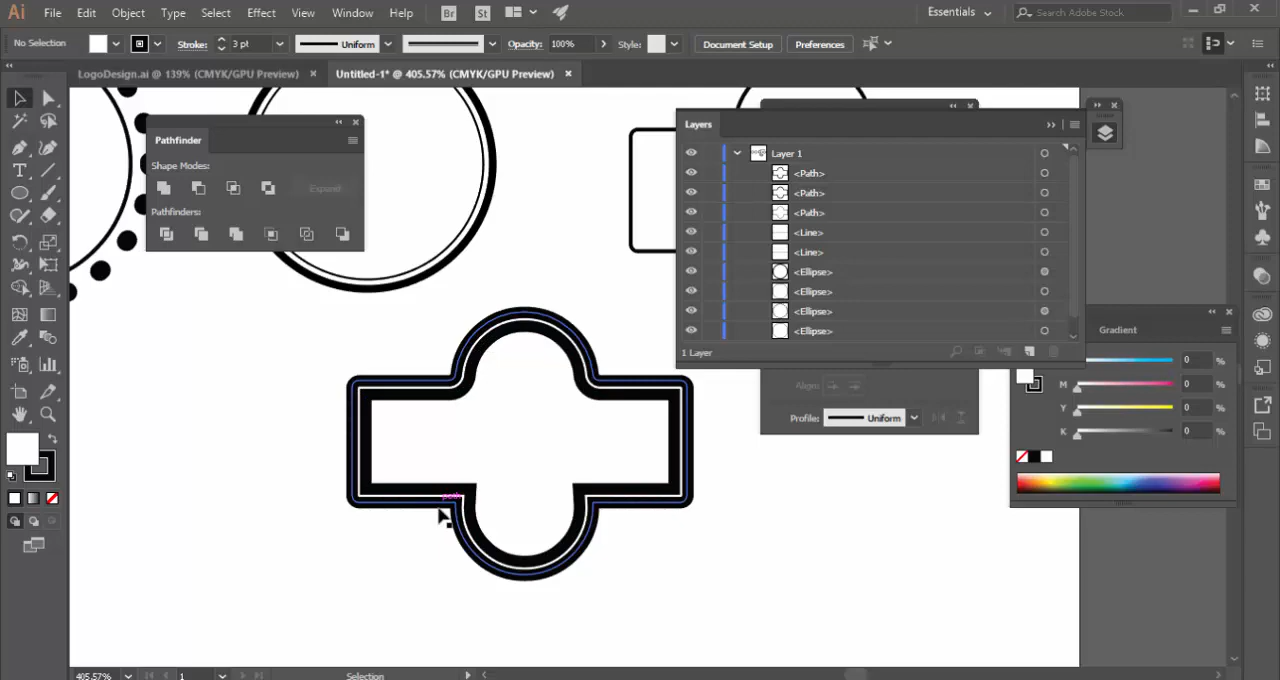 Ai File Edit Object Type Select Effect View Window Help Br St Essentials Search Adobe Stock
No Selection Stroke: 3 pt Uniform Opacity: 100% Style: Document Setup Preferences
LogoDesign.ai @ 139% (CMYK/GPU Preview) × Untitled-1* @ 405.57% (CMYK/GPU Preview) ×
Pathfinder
Shape Modes:
Expand
Pathfinders:
Layers
Layer 1
<Path>
<Path>
<Path>
<Line>
<Line>
<Ellipse>
<Ellipse>
<Ellipse>
<Ellipse>
1 Layer
Gradient
0 %
Align:
M 0 %
Y 0 %
Profile: Uniform
K 0 %
path
405.57% 1 Selection